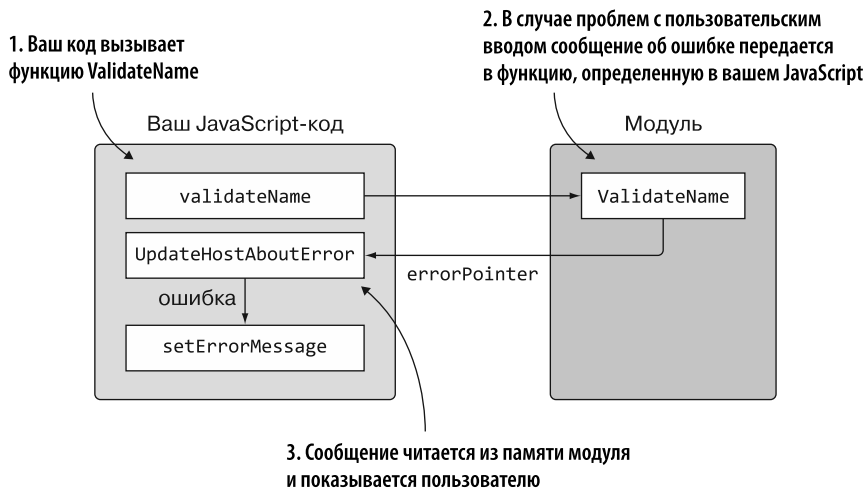 1. Ваш код вызывает
функцию ValidateName
2. В случае проблем с пользовательским
вводом сообщение об ошибке передается
в функцию, определенную в вашем JavaScript
Ваш JavaScript-код
Модуль
validateName
ValidateName
UpdateHostAboutError
errorPointer
ошибка
setErrorMessage
3. Сообщение читается из памяти модуля
и показывается пользователю